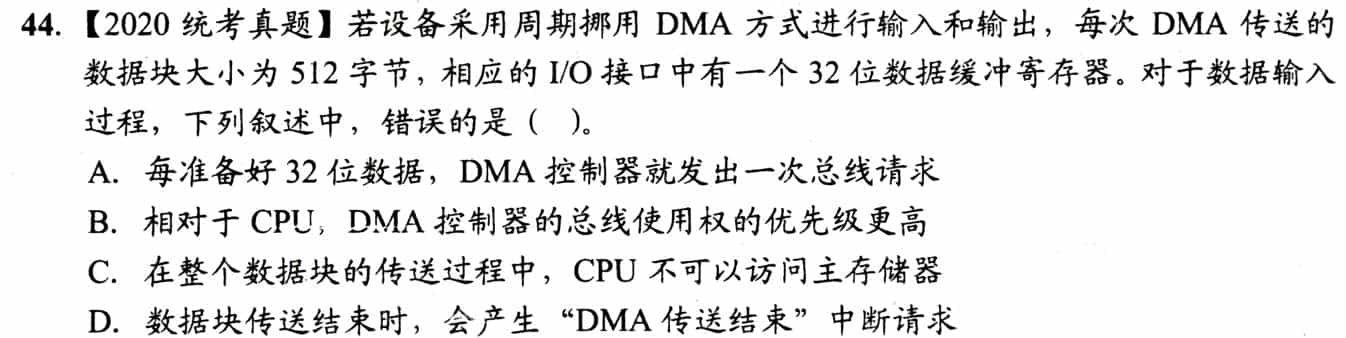 44.【2020 统考真题】若设备采用周期挪用 DMA 方式进行输入和输出，每次 DMA 传送的
数据块大小为 512 字节，相应的 I/O 接口中有一个 32 位数据缓冲寄存器。对于数据输入
过程，下列叙述中，错误的是（  ）。
A. 每准备好 32 位数据，DMA 控制器就发出一次总线请求
B. 相对于 CPU，DMA 控制器的总线使用权的优先级更高
C. 在整个数据块的传送过程中，CPU 不可以访问主存储器
D. 数据块传送结束时，会产生“DMA 传送结束”中断请求